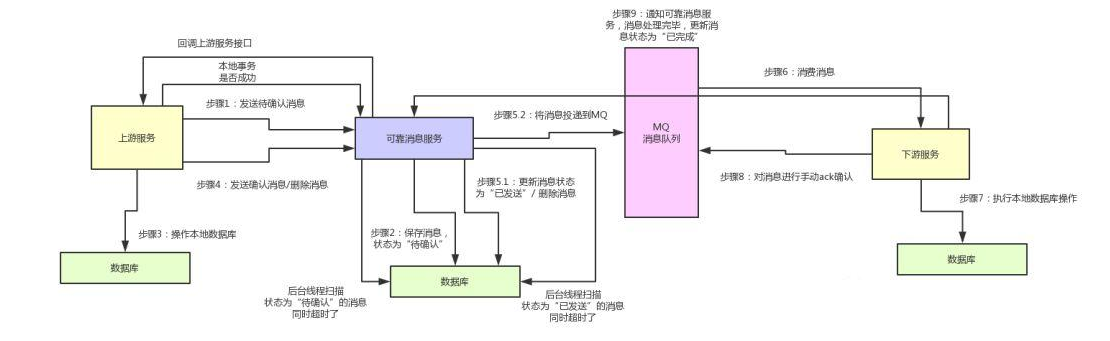 步骤9：通知可靠消息服
务，消息处理完毕，更新消
息状态为“已完成”
回调上游服务接口
本地事务
是否成功
步骤6：消费消息
步骤1：发送待确认消息
步骤5.2：将消息投递到MQ
上游服务
可靠消息服务
MQ
消息队列
下游服务
步骤4：发送确认消息/删除消息
步骤5.1：更新消息状态
为“已发送”/ 删除消息
步骤8：对消息进行手动ack确认
步骤7：执行本地数据库操作
步骤3：操作本地数据库
步骤2：保存消息，
状态为“待确认”
数据库
数据库
数据库
后台线程扫描
状态为“待确认”的消息
同时超时了
后台线程扫描
状态为“已发送”的消息
同时超时了